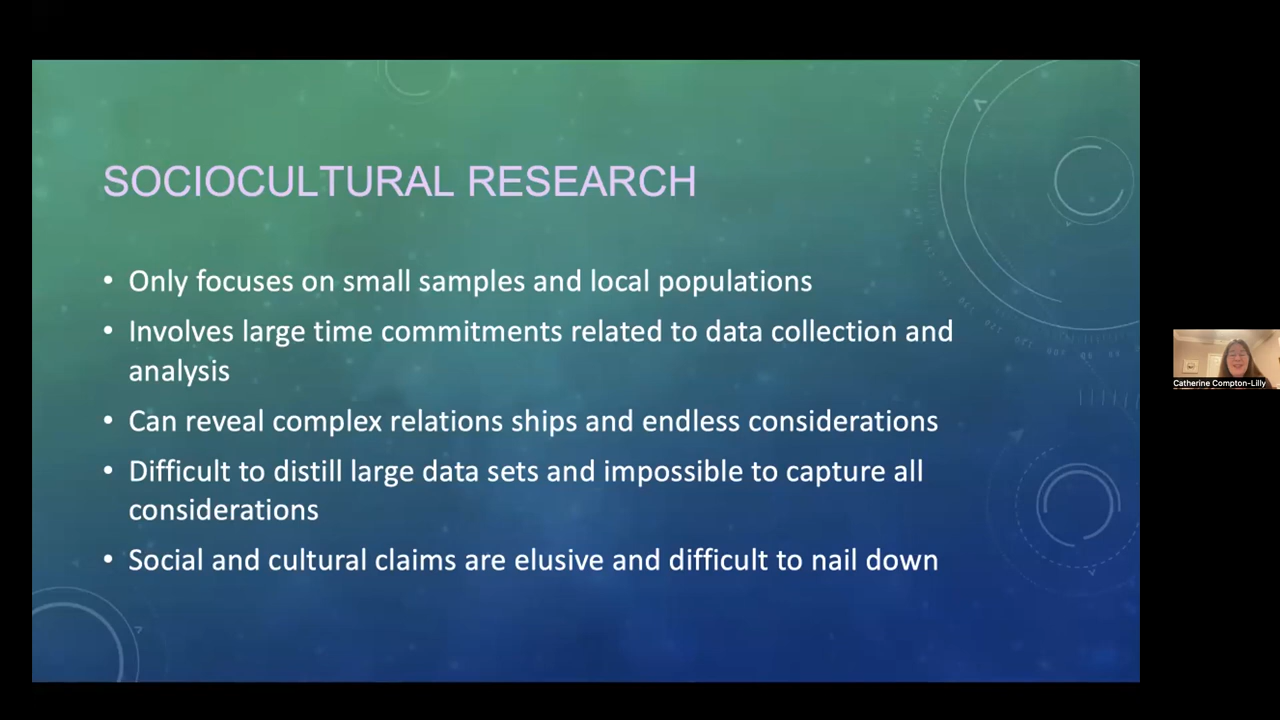 SOCIOCULTURAL RESEARCH
• Only focuses on small samples and local populations
• Involves large time commitments related to data collection and
analysis
• Can reveal complex relations ships and endless considerations
• Difficult to distill large data sets and impossible to capture all
considerations
• Social and cultural claims are elusive and difficult to nail down
Catherine Compton-Lilly